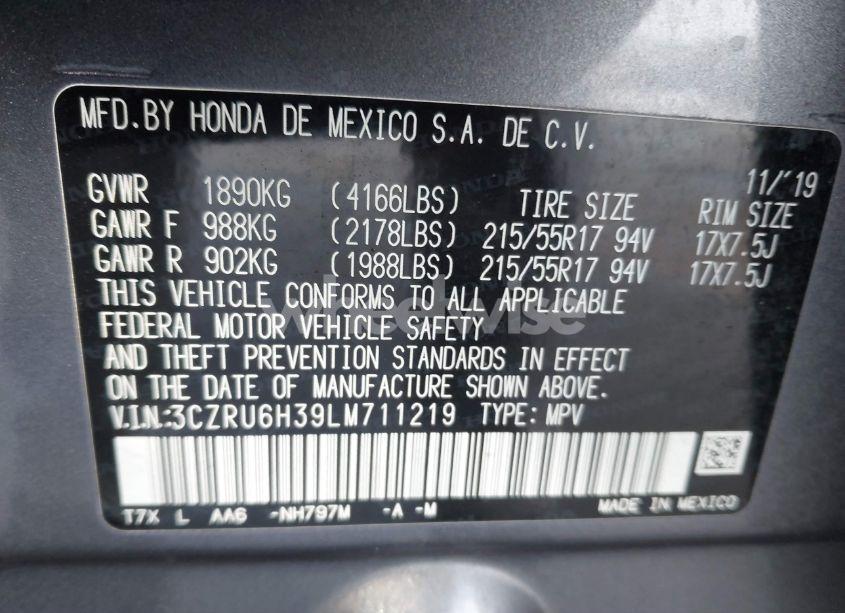 MFD.BY HONDA DE MEXICO S.A. DE C.V.
11/'19
GVWR 1890KG (4166LBS) TIRE SIZE RIM SIZE
GAWR F 988KG (2178LBS) 215/55R17 94V 17X7.5J
GAWR R 902KG (1988LBS) 215/55R17 94V 17X7.5J
THIS VEHICLE CONFORMS TO ALL APPLICABLE
FEDERAL MOTOR VEHICLE SAFETY
AND THEFT PREVENTION STANDARDS IN EFFECT
ON THE DATE OF MANUFACTURE SHOWN ABOVE.
V.I.N.:3CZRU6H39LM711219 TYPE: MPV
T7X L AA6 -NH797M -A -M MADE IN MEXICO